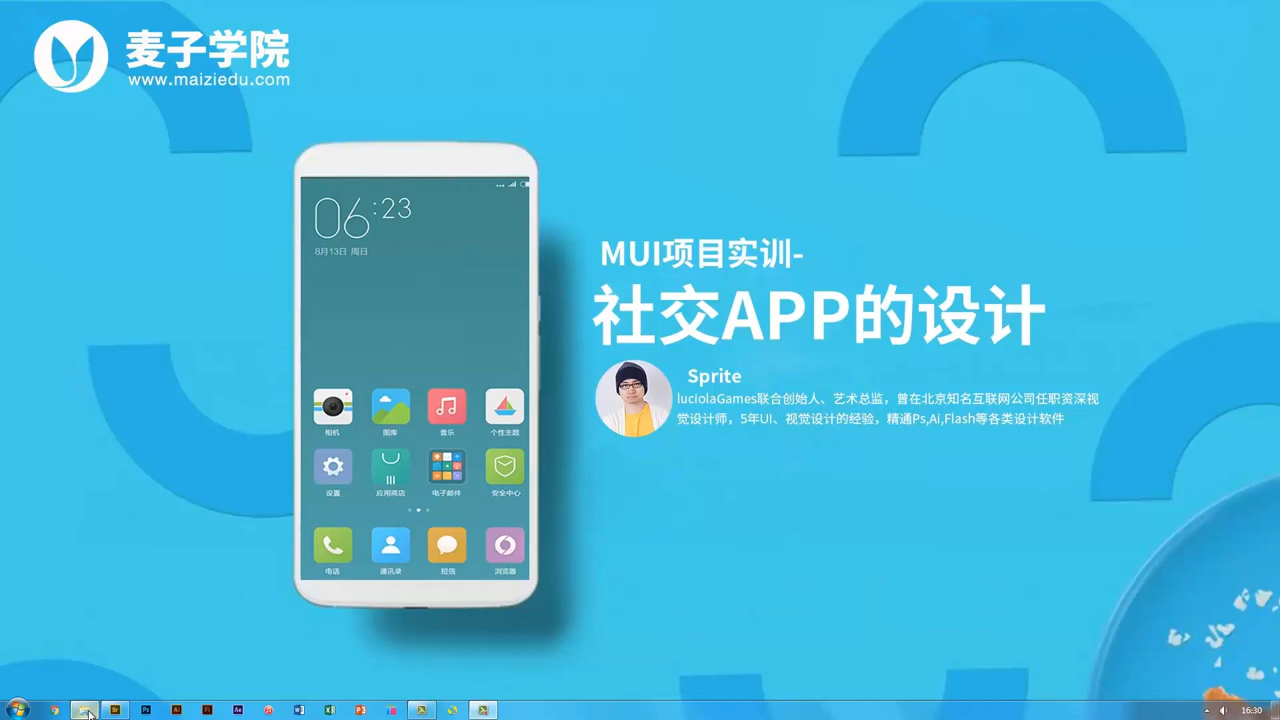 麦子学院
www.maiziedu.com
06:23
8月13日 周日
MUI项目实训-
社交APP的设计
Sprite
luciolaGames联合创始人、艺术总监，曾在北京知名互联网公司任职资深视
觉设计师，5年UI、视觉设计的经验，精通Ps,Ai,Flash等各类设计软件
相机 图库 音乐 个性主题
设置 应用商店 电子邮件 安全中心
电话 通讯录 短信 浏览器
Br Ps Ai Fl Ae
16:30